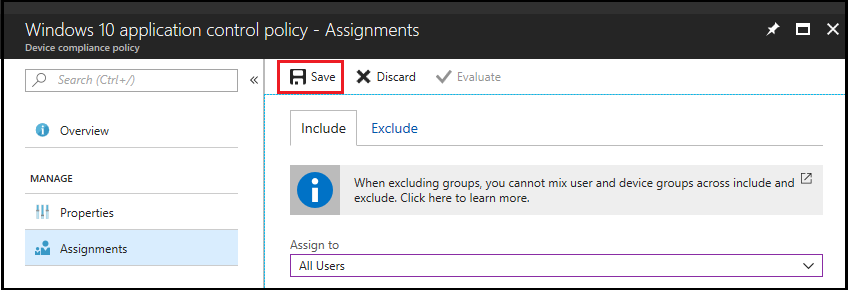 Windows 10 application control policy - Assignments
Device compliance policy
Search (Ctrl+/)
Save
Discard
Evaluate
Overview
MANAGE
Properties
Assignments
Include
Exclude
When excluding groups, you cannot mix user and device groups across include and
exclude. Click here to learn more.
Assign to
All Users